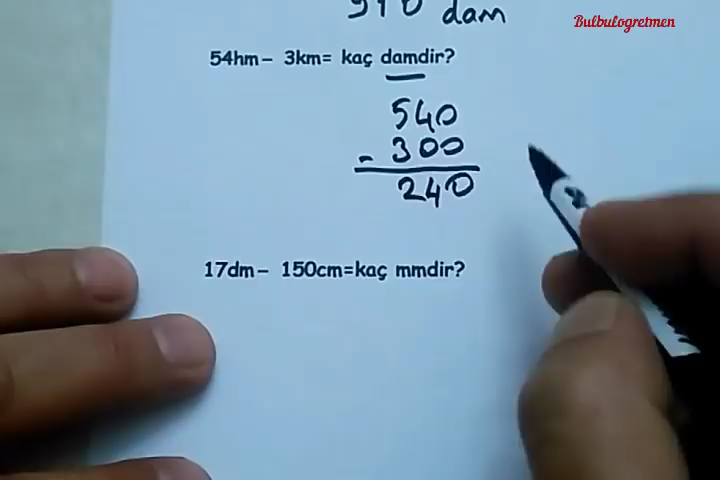 dam
Bulbulogretmen
54hm- 3km= kaç damdir?
540
- 300
240
17dm- 150cm=kaç mmdir?